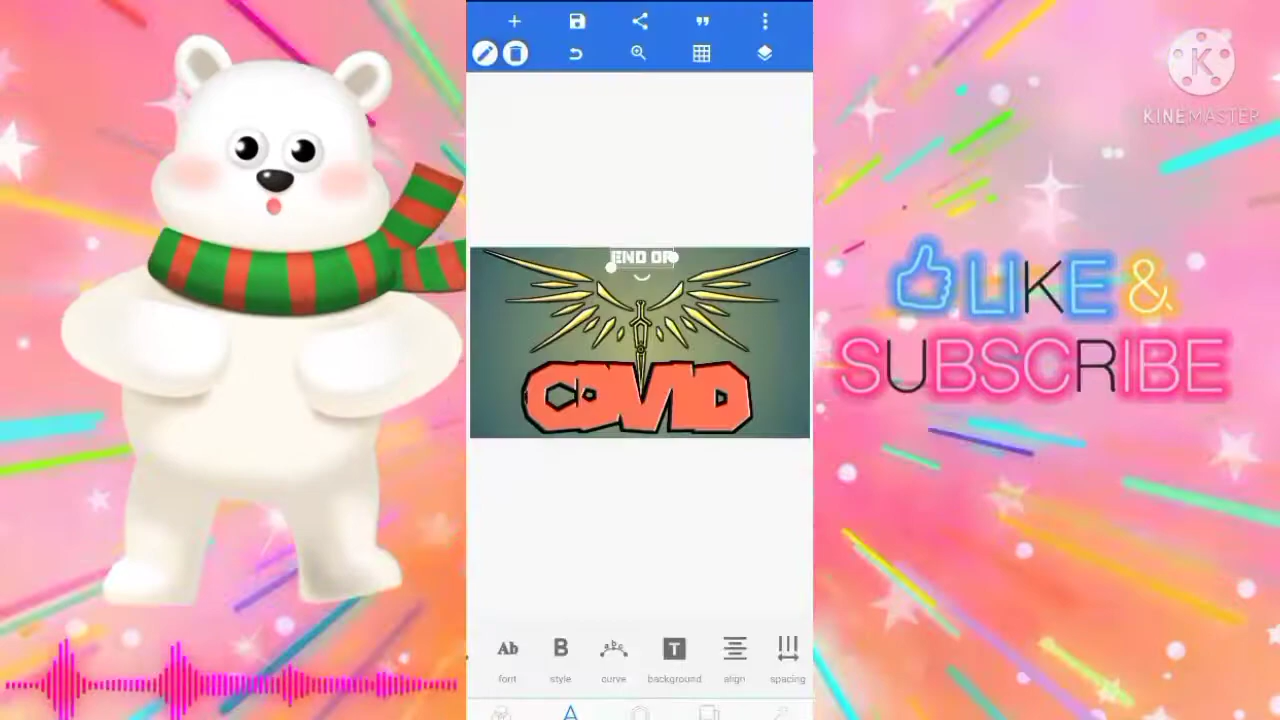 END OF
COVID
font
style
curve
background
align
spacing
Ab
B
abc
T
LIKE &
SUBSCRIBE
K
KINEMASTER